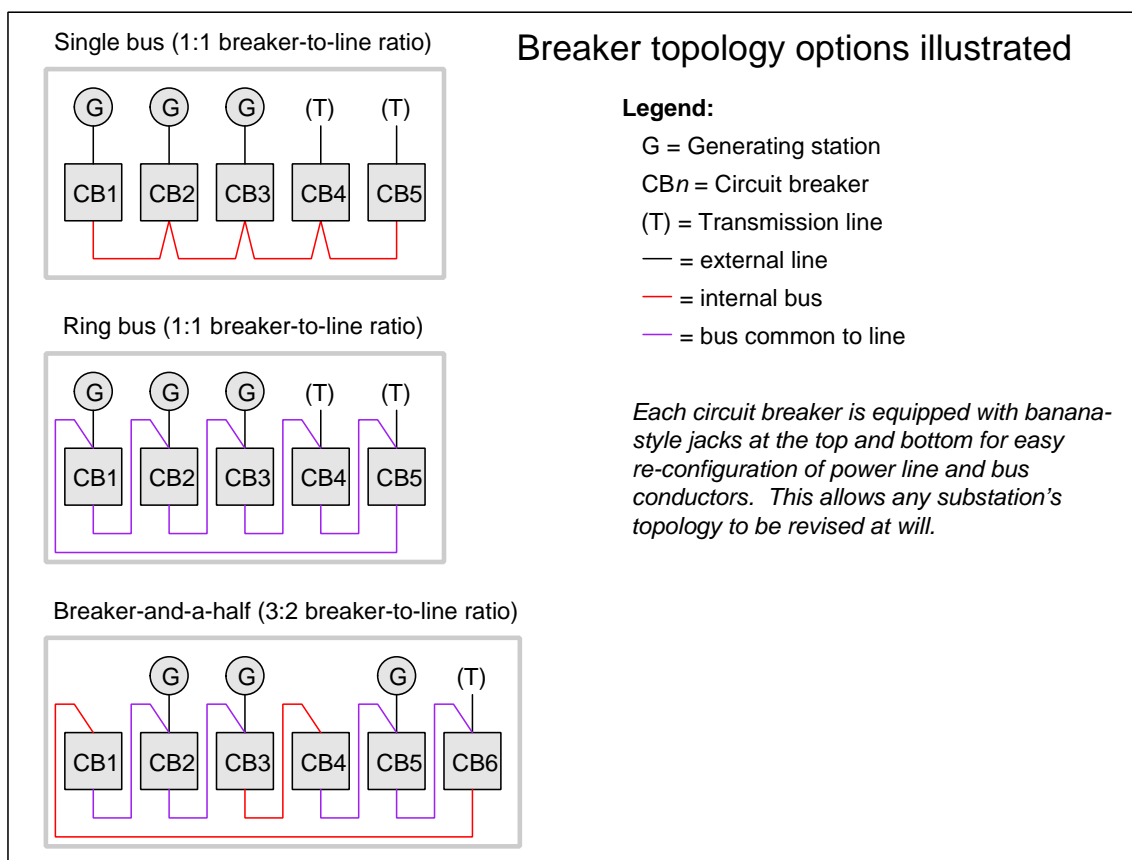 Breaker topology options illustrated
Single bus (1:1 breaker-to-line ratio)
G G G (T) (T)
CB1 CB2 CB3 CB4 CB5
Ring bus (1:1 breaker-to-line ratio)
G G G (T) (T)
CB1 CB2 CB3 CB4 CB5
Breaker-and-a-half (3:2 breaker-to-line ratio)
G G G (T)
CB1 CB2 CB3 CB4 CB5 CB6
Legend:
G = Generating station
CBn = Circuit breaker
(T) = Transmission line
= external line
= internal bus
= bus common to line
Each circuit breaker is equipped with banana-
style jacks at the top and bottom for easy
re-configuration of power line and bus
conductors. This allows any substation's
topology to be revised at will.